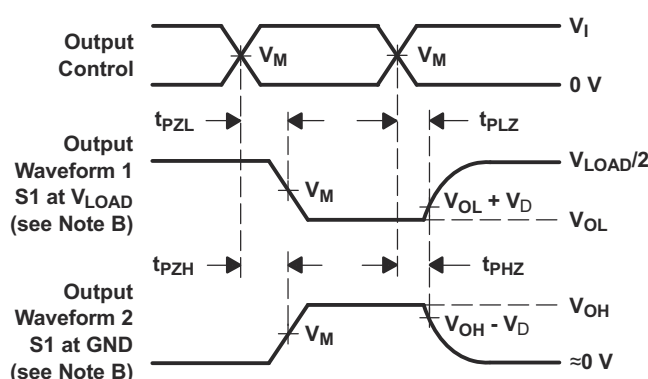 Output
Control
V_M
V_M
V_I
0 V
t_PZL
t_PLZ
Output
Waveform 1
S1 at V_LOAD
(see Note B)
V_M
V_LOAD/2
V_OL + V_D
V_OL
t_PZH
t_PHZ
Output
Waveform 2
S1 at GND
(see Note B)
V_M
V_OH
V_OH - V_D
≈0 V